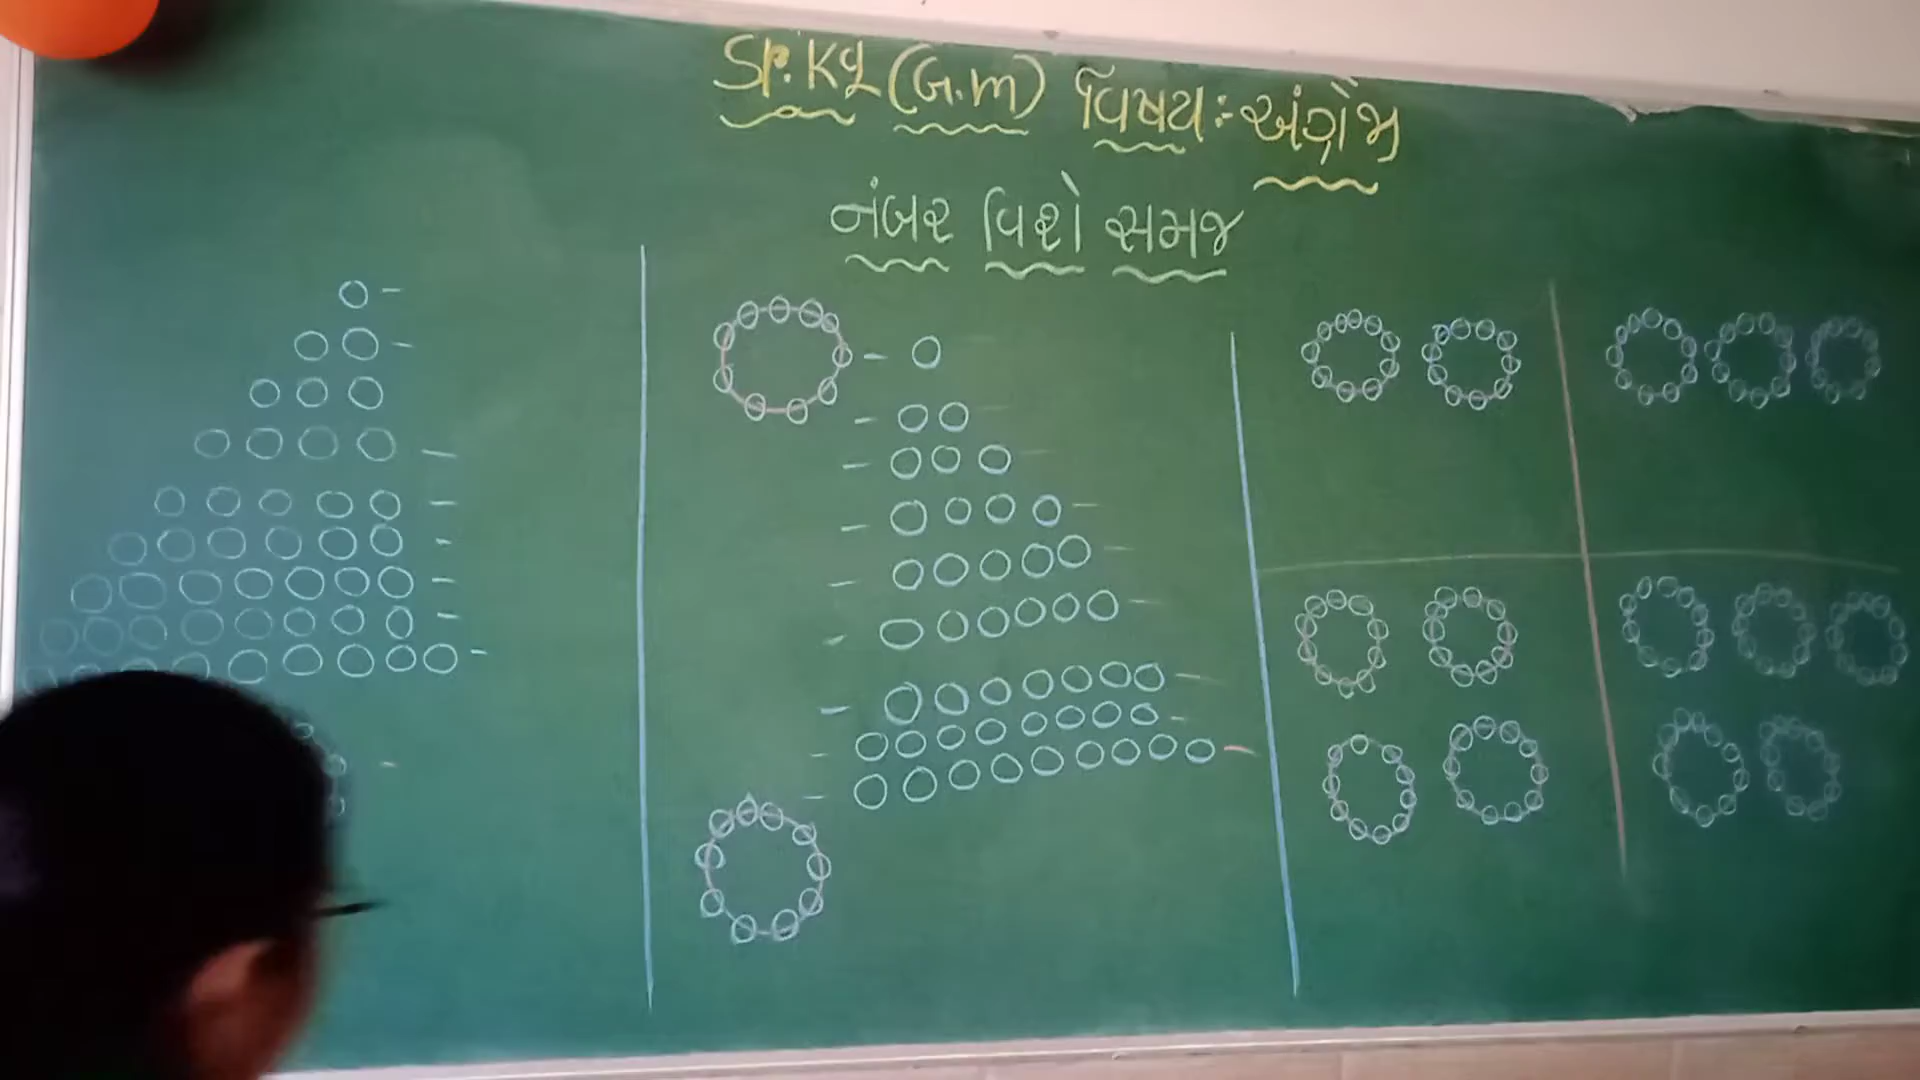 Sr. KG (G.M) વિષય :- અંગ્રેજી
નંબર વિશે સમજ